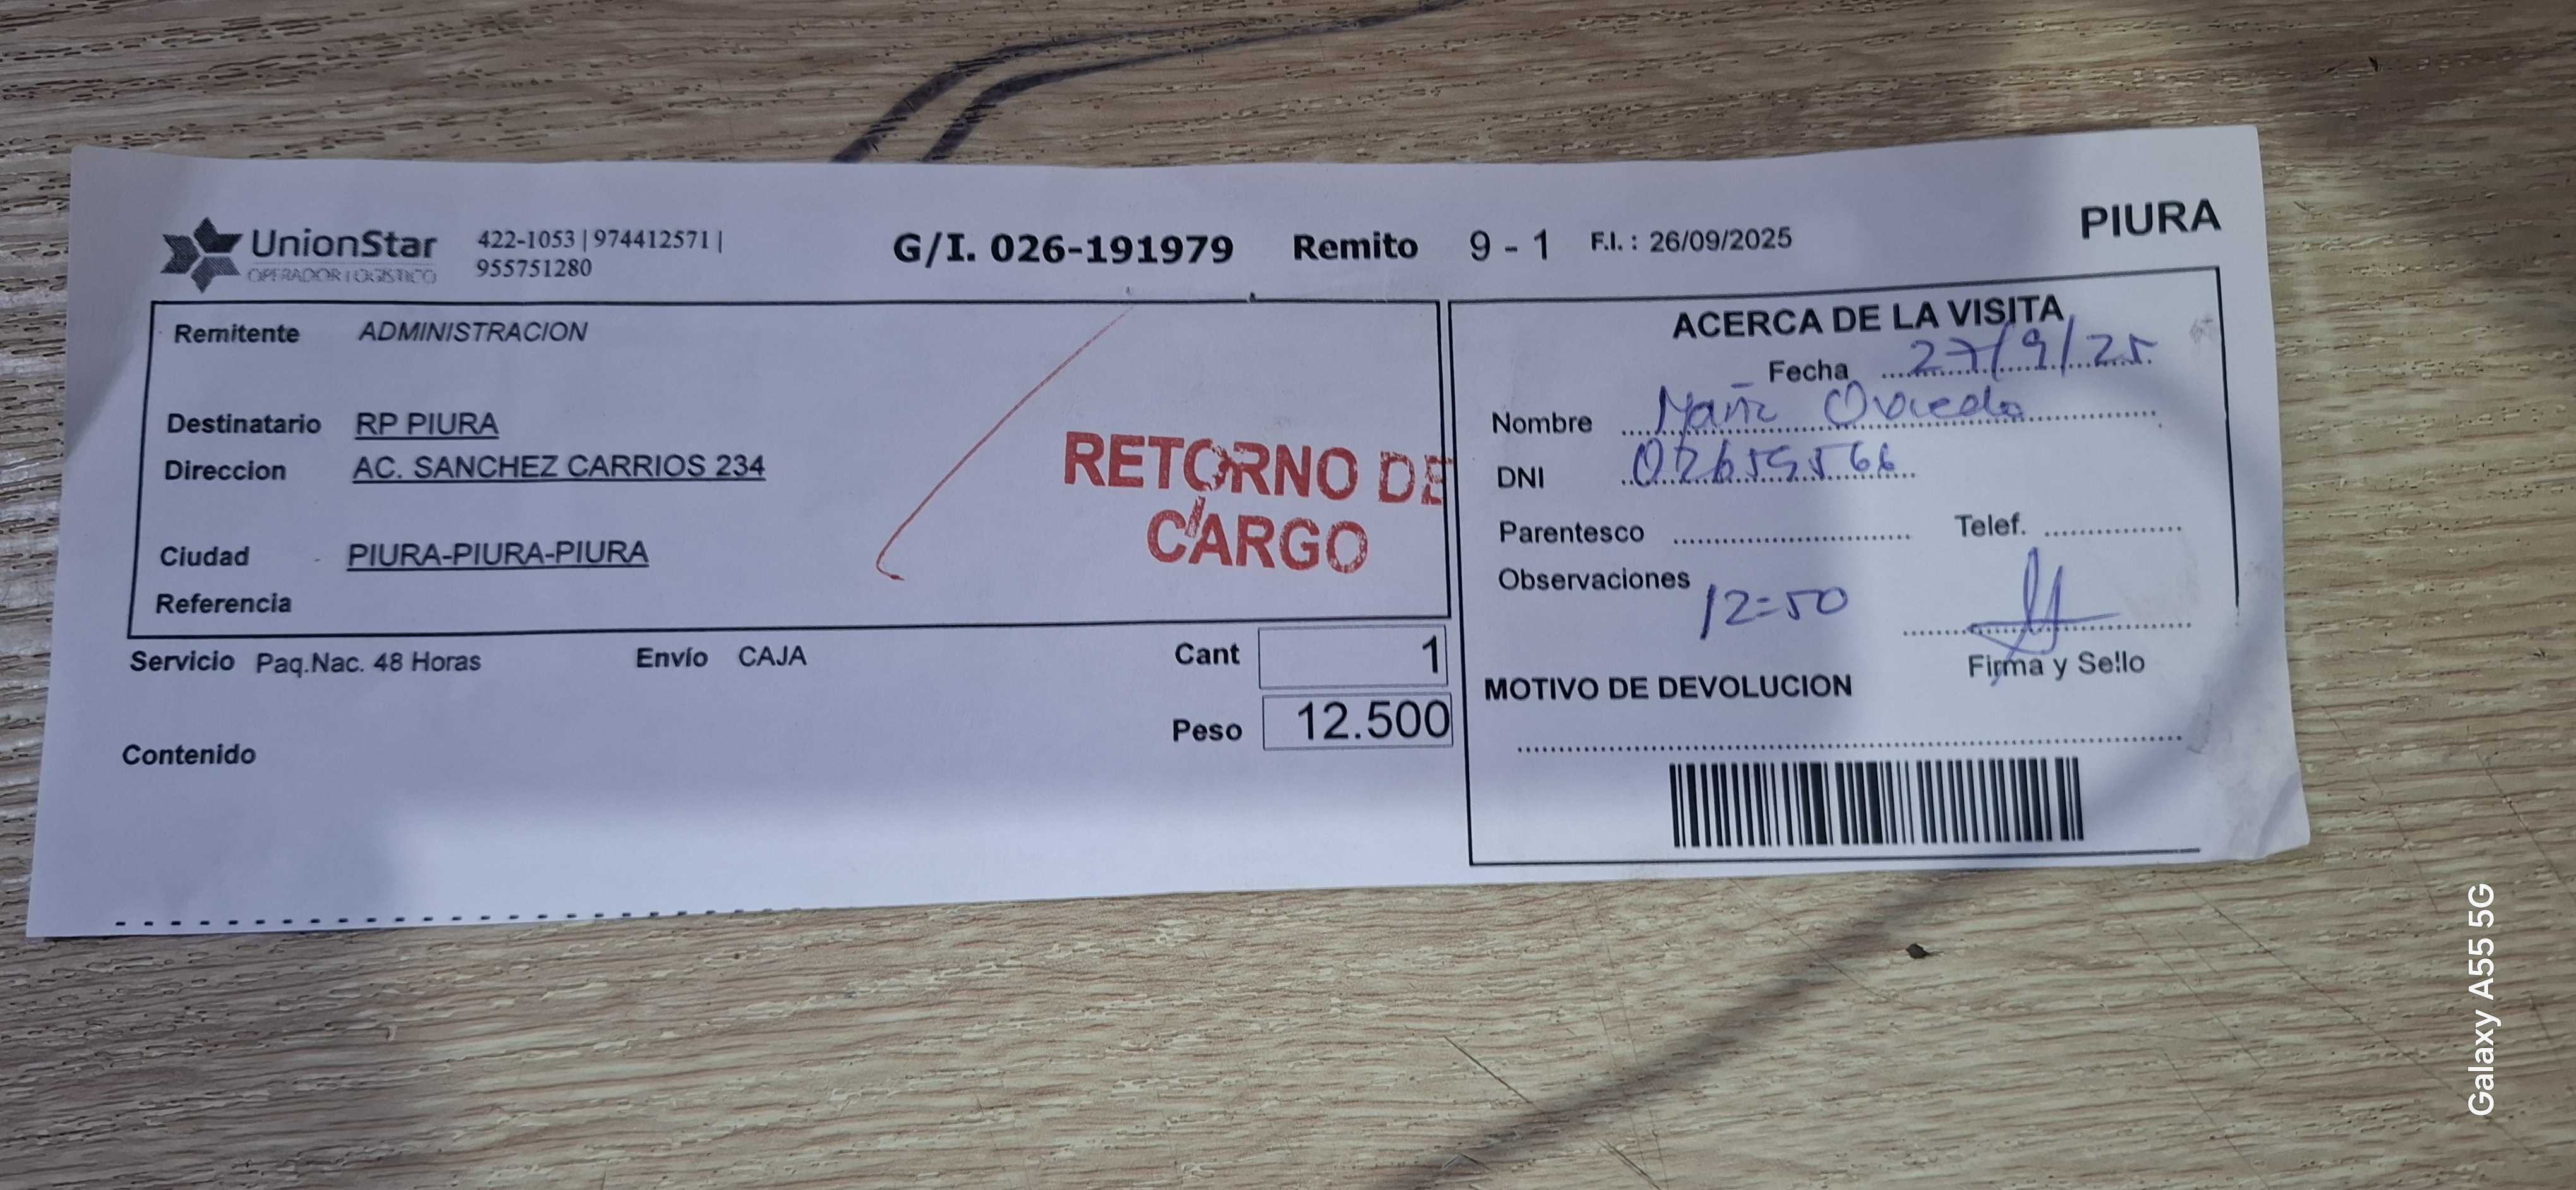 UnionStar
OPERADOR LOGISTICO
422-1053 | 974412571 |
955751280
G/I. 026-191979 Remito 9 - 1 F.I. : 26/09/2025
PIURA
Remitente ADMINISTRACION
Destinatario RP PIURA
Direccion AC. SANCHEZ CARRIOS 234
Ciudad PIURA-PIURA-PIURA
Referencia
RETORNO DE
CARGO
Servicio Paq.Nac. 48 Horas Envío CAJA
Cant 1
Peso 12.500
Contenido
ACERCA DE LA VISITA
Fecha 27/9/25
Nombre Oviedo
DNI 02659566
Parentesco Telef.
Observaciones
12=50
Firma y Sello
MOTIVO DE DEVOLUCION
Galaxy A55 5G